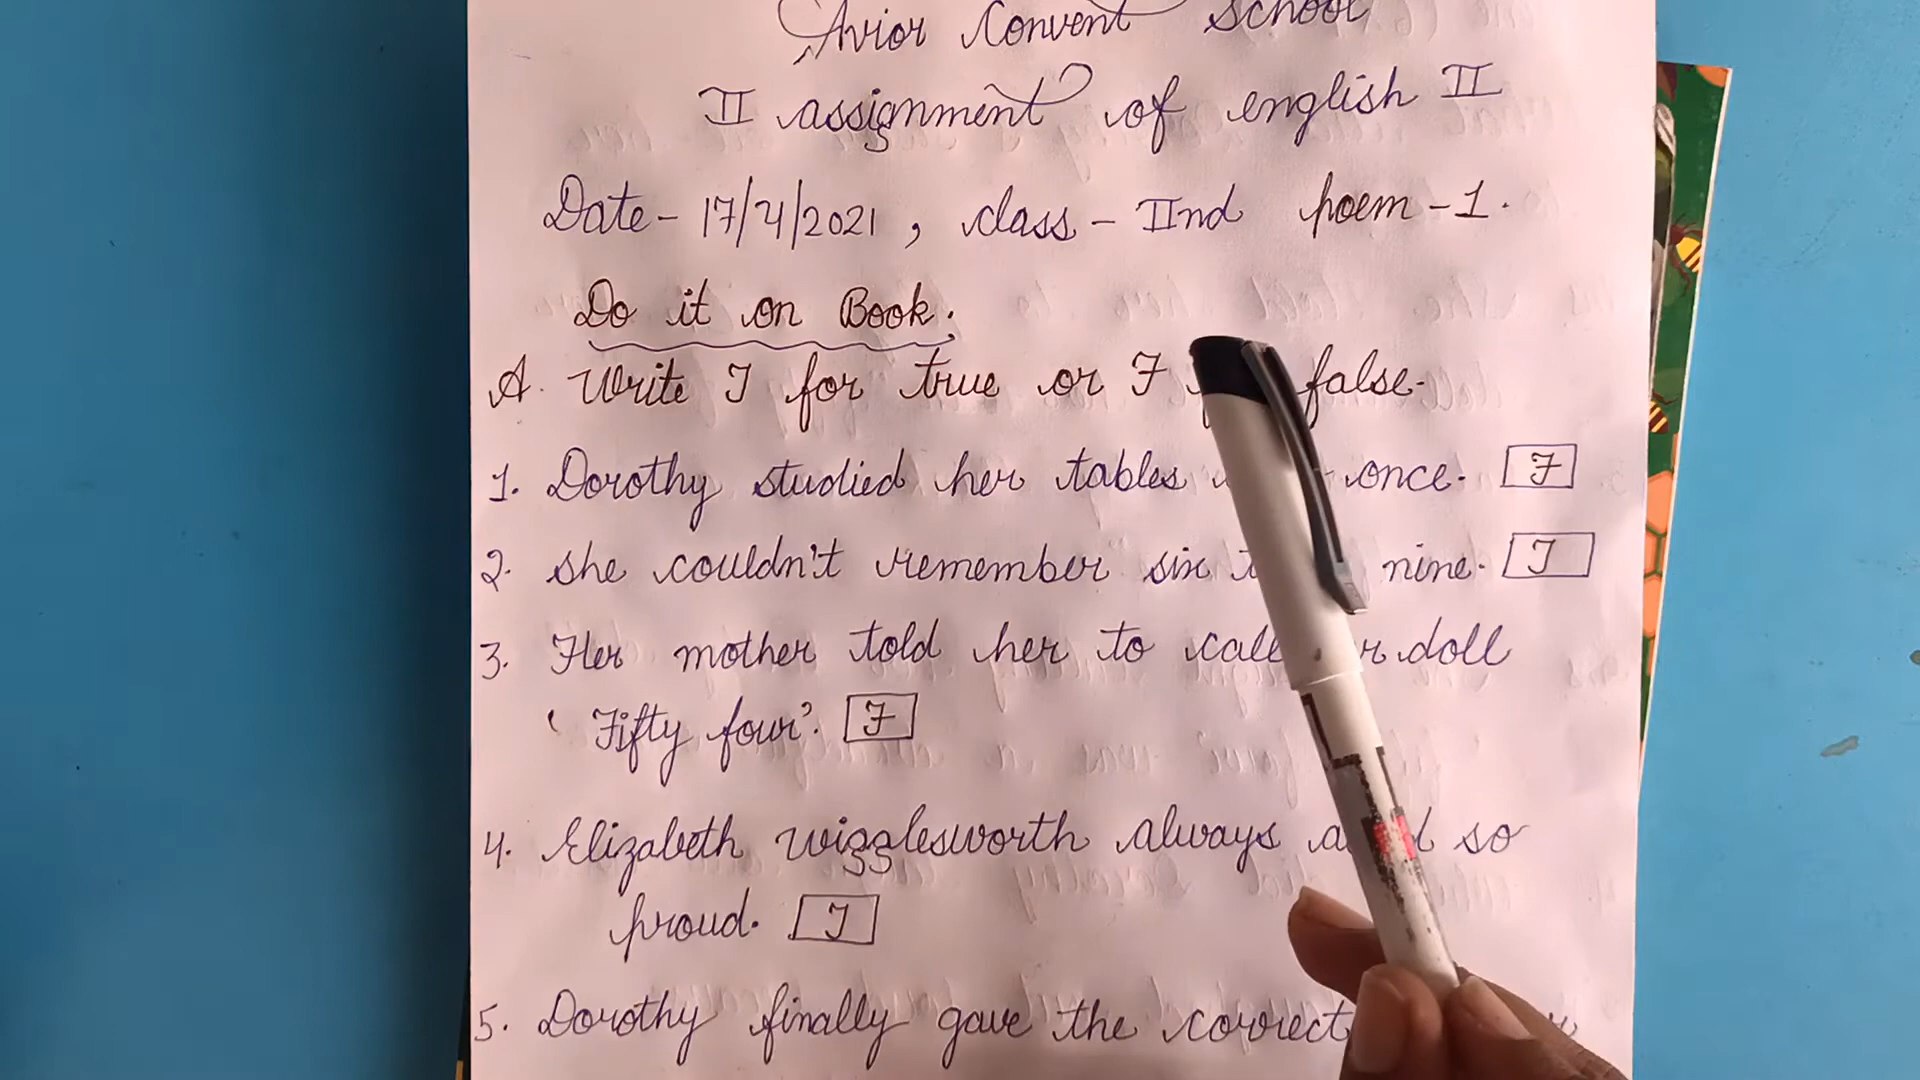 Avior Convent School
II assignment of english II
Date - 17/4/2021, class - IInd poem - 1.
Do it on Book.
A. Write T for true or F false.
1. Dorothy studied her tables once. F
2. she couldn't remember six nine. T
3. Her mother told her to call doll
'Fifty four'. F
4. Elizabeth wigglesworth always so
proud. T
5. Dorothy finally gave the correct